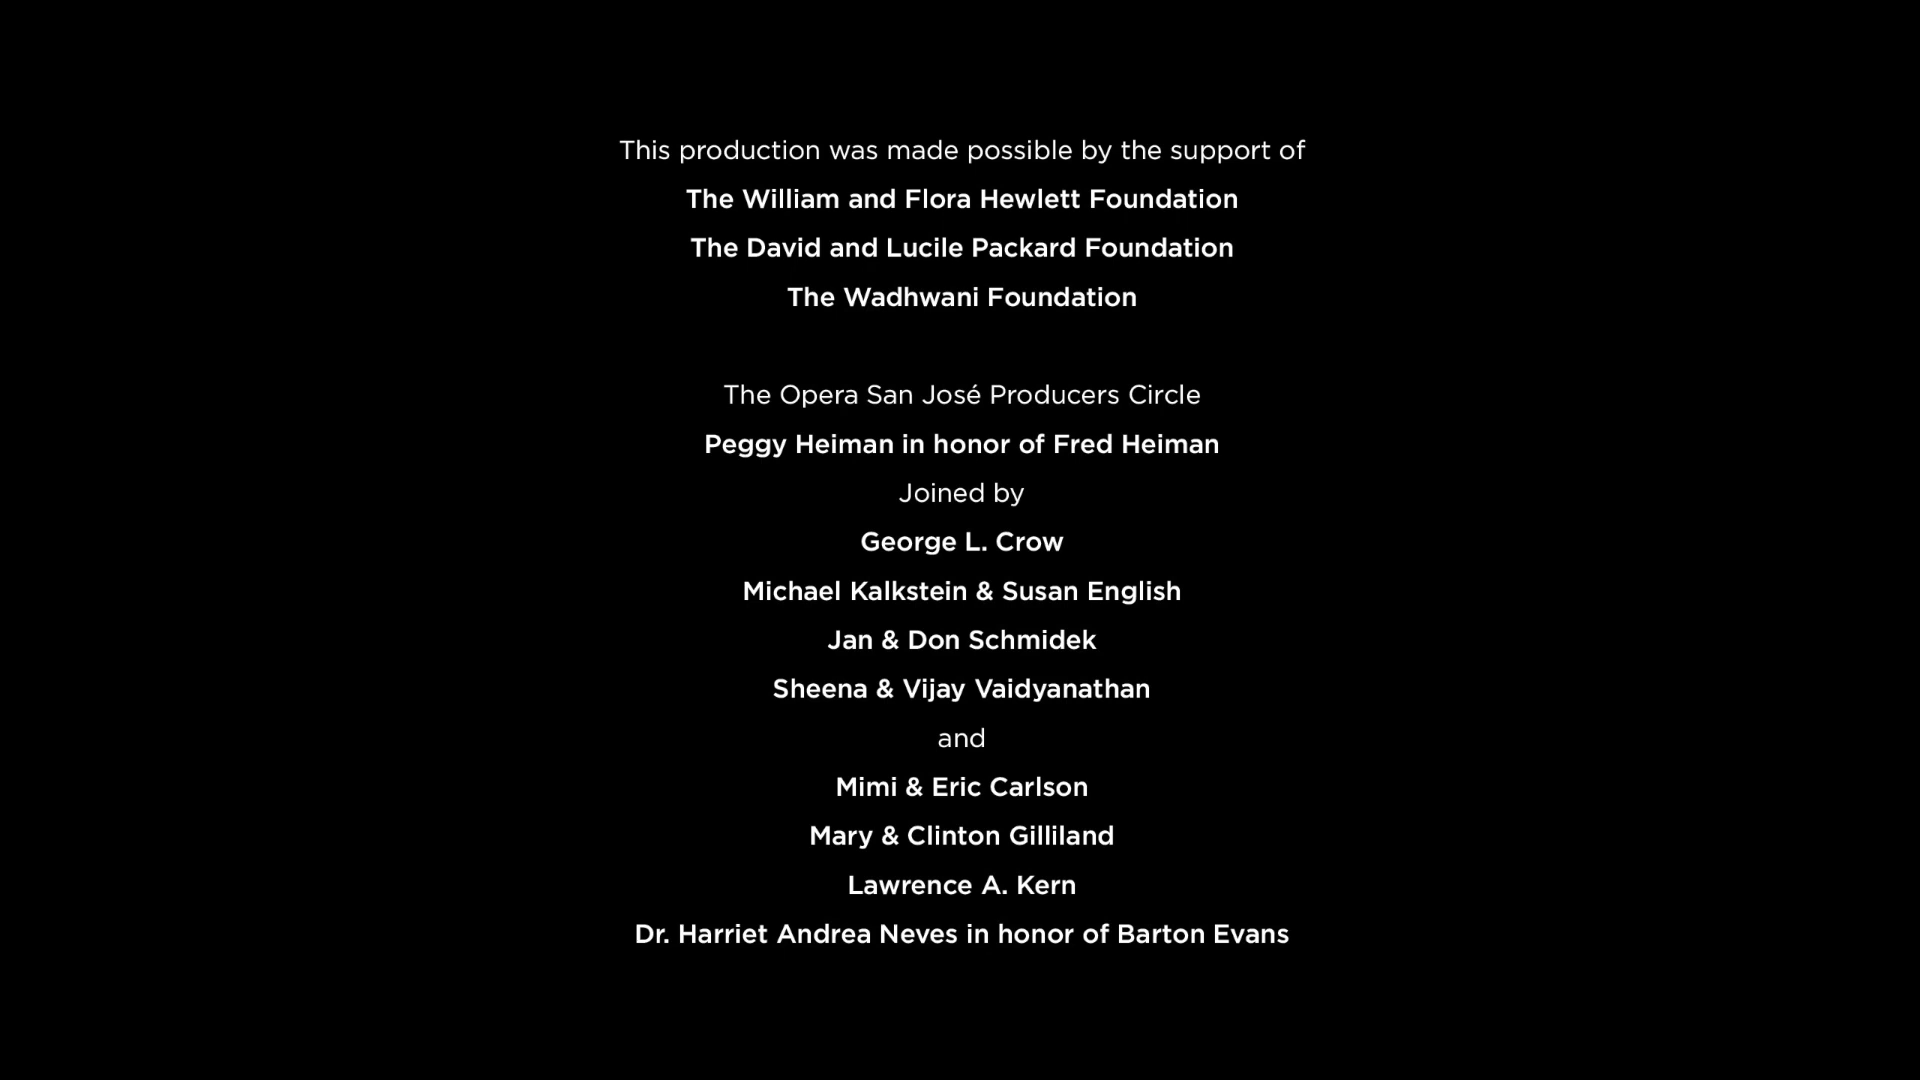 This production was made possible by the support of
The William and Flora Hewlett Foundation
The David and Lucile Packard Foundation
The Wadhwani Foundation
The Opera San José Producers Circle
Peggy Heiman in honor of Fred Heiman
Joined by
George L. Crow
Michael Kalkstein & Susan English
Jan & Don Schmidek
Sheena & Vijay Vaidyanathan
and
Mimi & Eric Carlson
Mary & Clinton Gilliland
Lawrence A. Kern
Dr. Harriet Andrea Neves in honor of Barton Evans